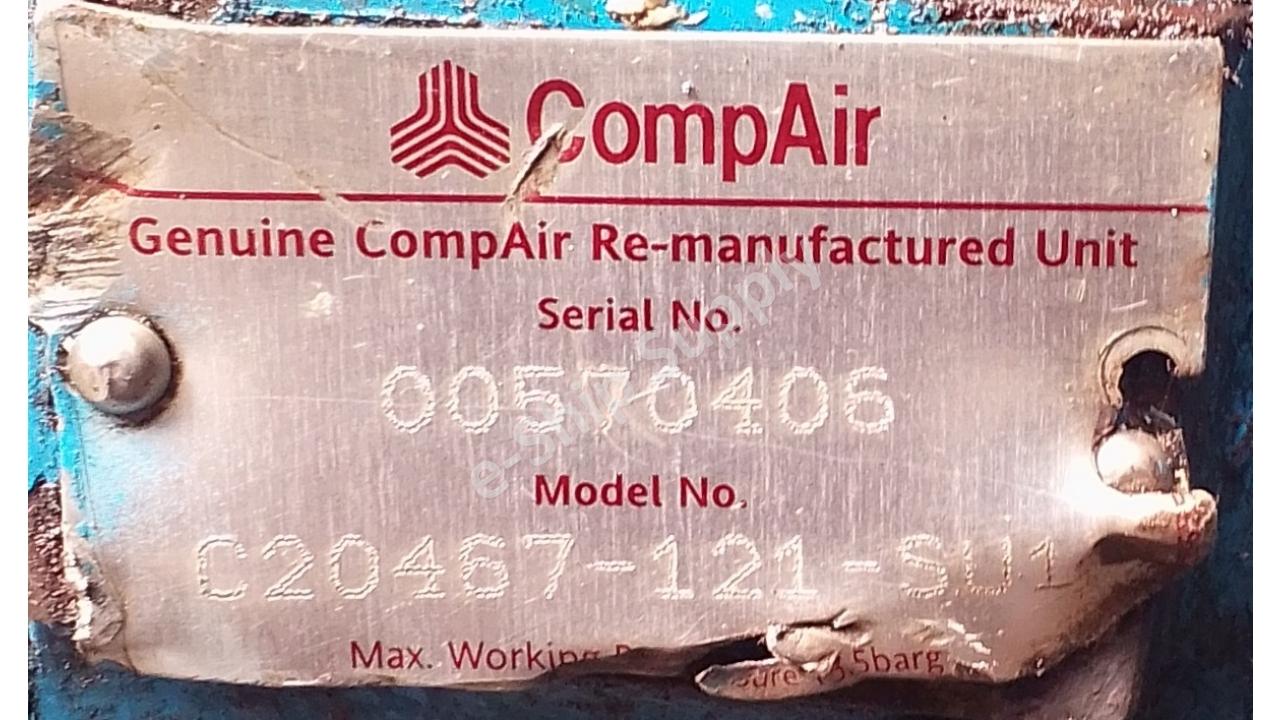 CompAir
Genuine CompAir Re-manufactured Unit
Serial No.
00570406
Model No.
C20467-121-SU1
Max. Working